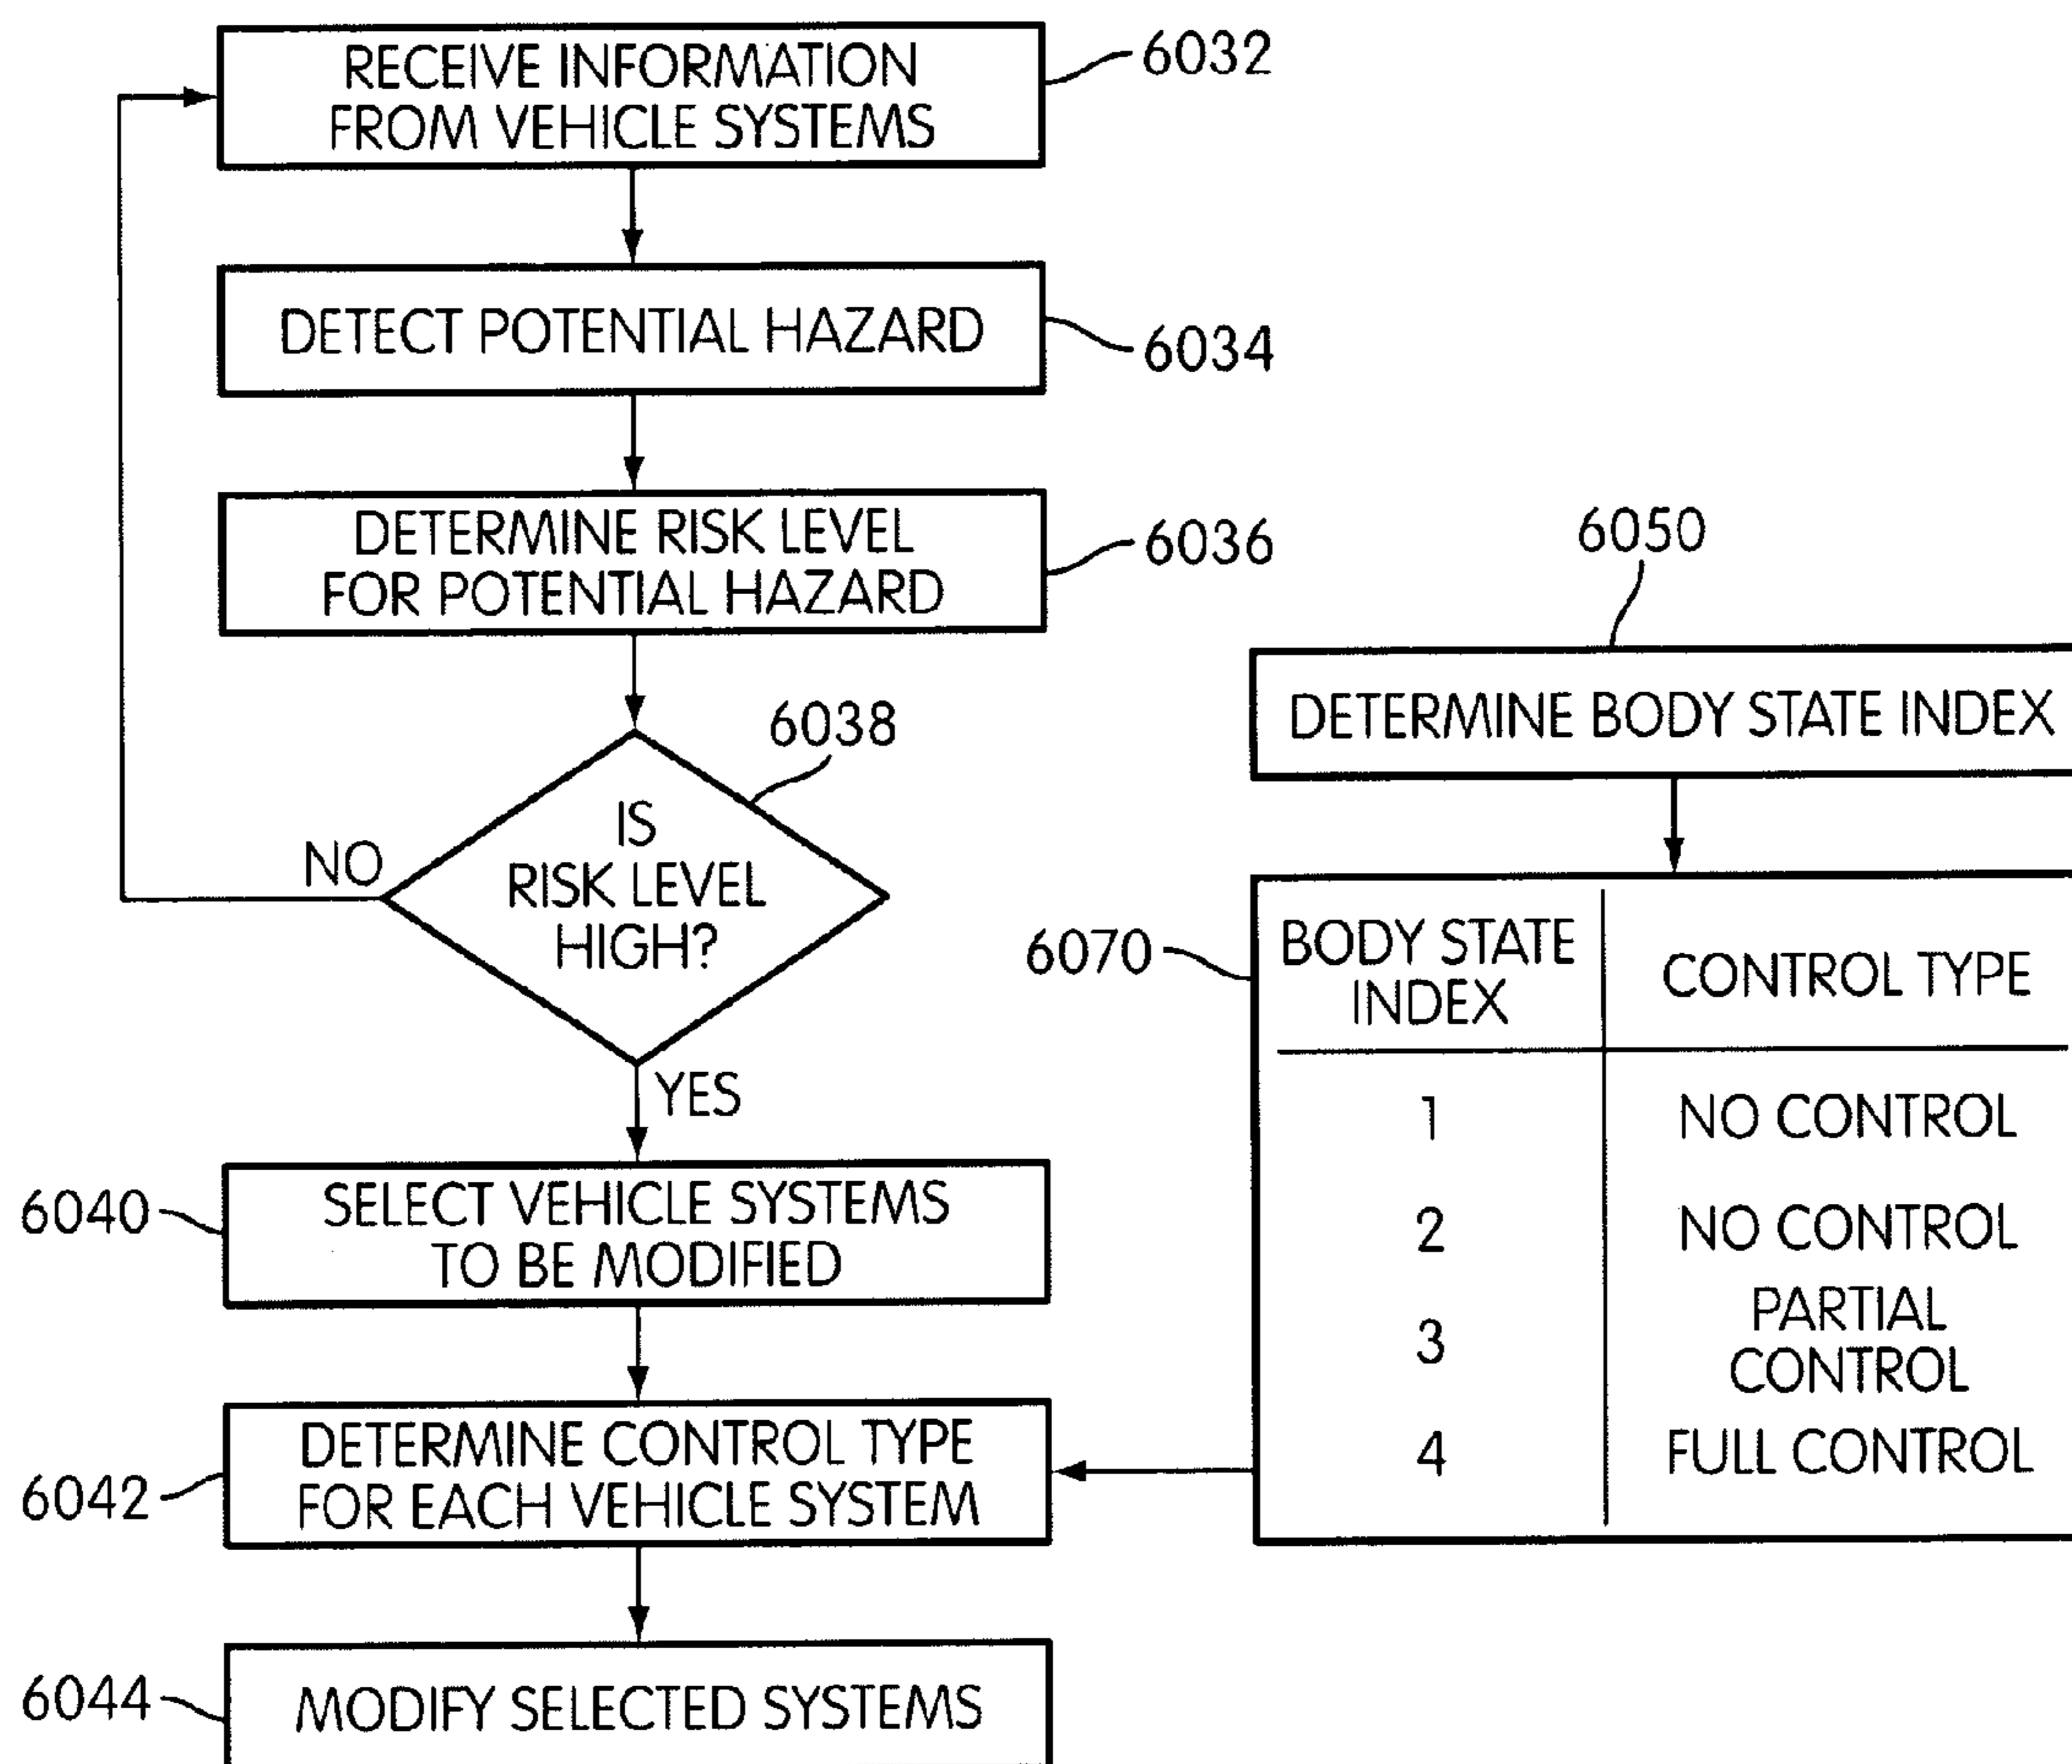 RECEIVE INFORMATION
FROM VEHICLE SYSTEMS
6032
DETECT POTENTIAL HAZARD
6034
DETERMINE RISK LEVEL
FOR POTENTIAL HAZARD
6036
6038
IS
RISK LEVEL
HIGH?
NO
YES
6040
SELECT VEHICLE SYSTEMS
TO BE MODIFIED
6042
DETERMINE CONTROL TYPE
FOR EACH VEHICLE SYSTEM
6044
MODIFY SELECTED SYSTEMS
6050
DETERMINE BODY STATE INDEX
6070
BODY STATE
INDEX
CONTROL TYPE
1 NO CONTROL
2 NO CONTROL
3 PARTIAL
CONTROL
4 FULL CONTROL